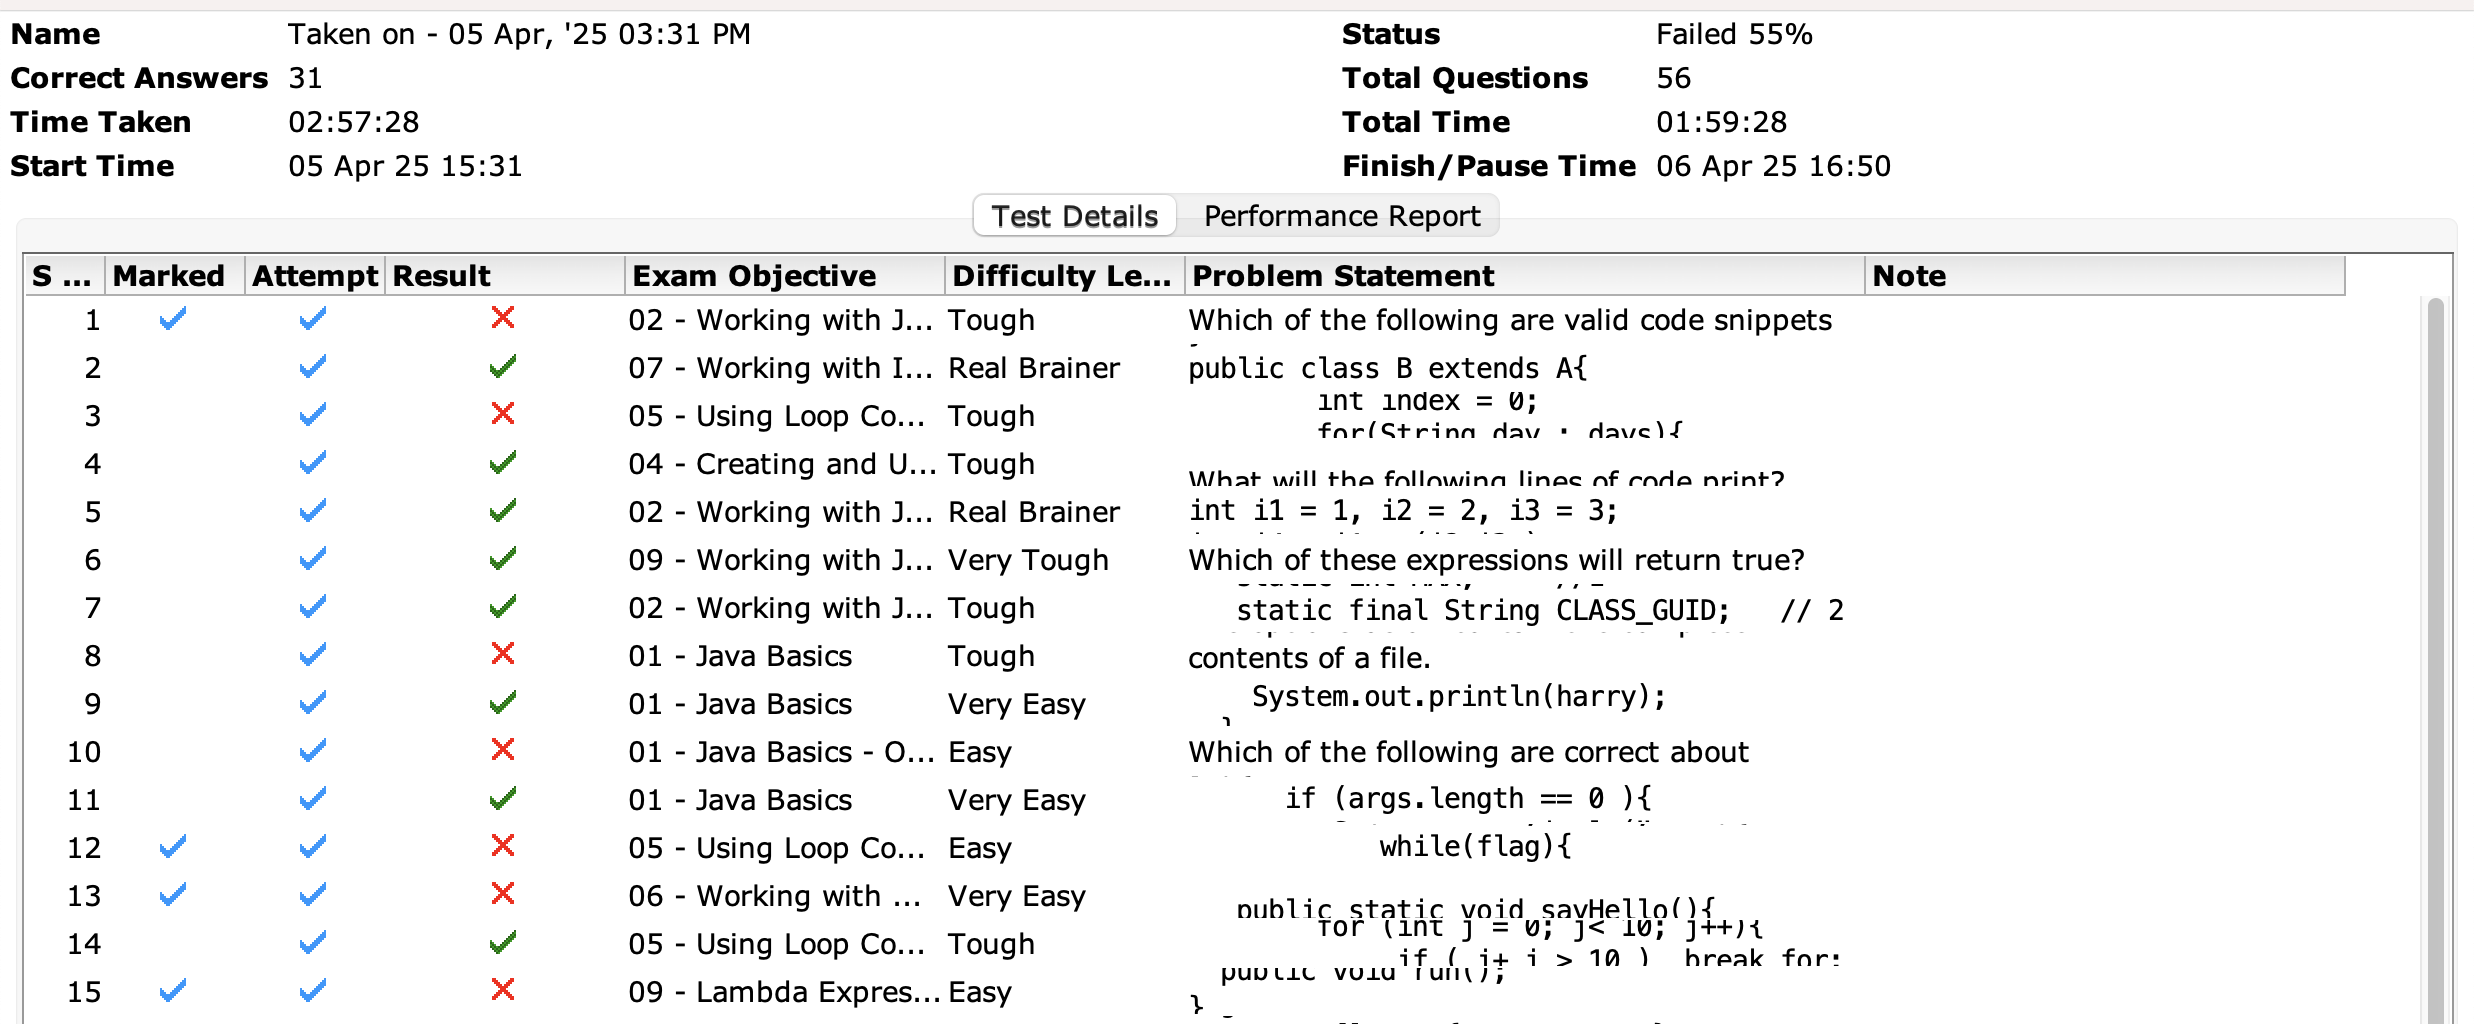 Name Taken on - 05 Apr, '25 03:31 PM Status Failed 55%
Correct Answers 31 Total Questions 56
Time Taken 02:57:28 Total Time 01:59:28
Start Time 05 Apr 25 15:31 Finish/Pause Time 06 Apr 25 16:50
Test Details Performance Report
S ... Marked Attempt Result Exam Objective Difficulty Le... Problem Statement Note
1 02 - Working with J... Tough Which of the following are valid code snippets
2 07 - Working with I... Real Brainer public class B extends A{
3 05 - Using Loop Co... Tough int index = 0;
for(String day : days){
4 04 - Creating and U... Tough What will the following lines of code print?
5 02 - Working with J... Real Brainer int i1 = 1, i2 = 2, i3 = 3;
6 09 - Working with J... Very Tough Which of these expressions will return true?
7 02 - Working with J... Tough static final String CLASS_GUID; // 2
8 01 - Java Basics Tough contents of a file.
9 01 - Java Basics Very Easy System.out.println(harry);
}
10 01 - Java Basics - O... Easy Which of the following are correct about
11 01 - Java Basics Very Easy if (args.length == 0 ){
12 05 - Using Loop Co... Easy while(flag){
13 06 - Working with ... Very Easy public static void sayHello(){
14 05 - Using Loop Co... Tough for (int j = 0; j< 10; j++){
if ( j+ i > 10 ) break for;
15 09 - Lambda Expres... Easy public void run();
}